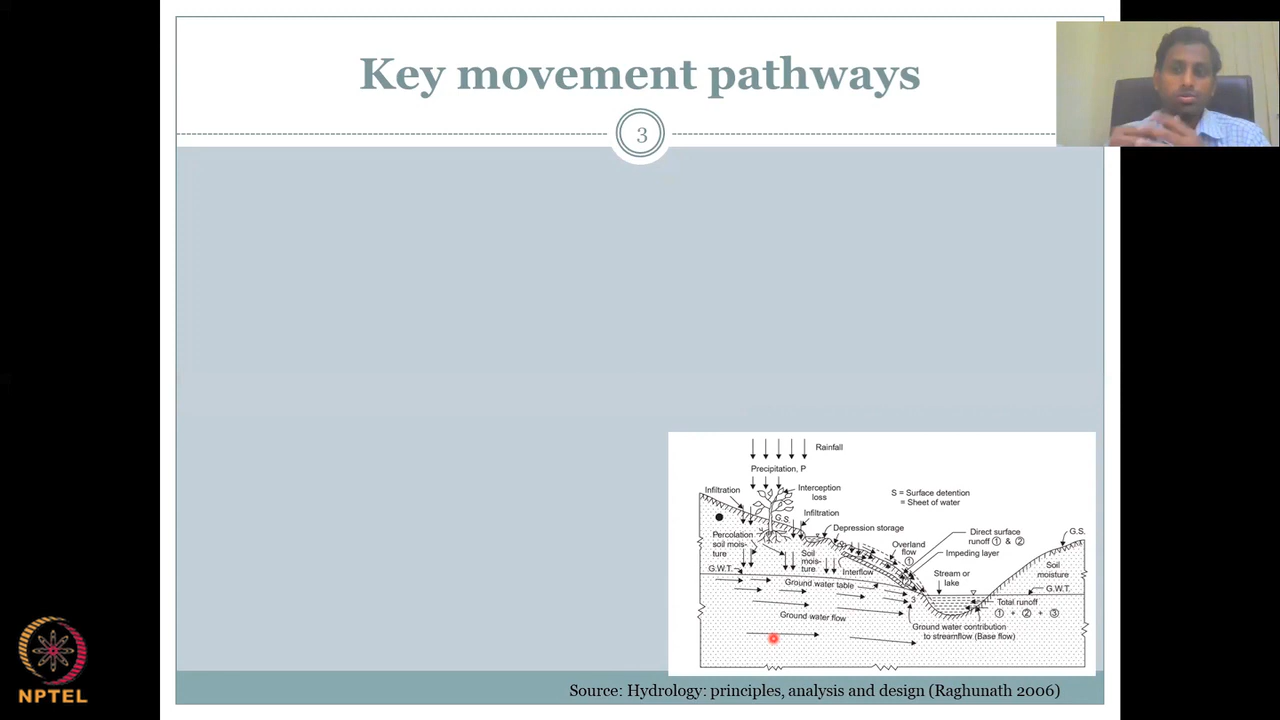 Key movement pathways
3
Rainfall
Precipitation, P
Infiltration
Interception
loss
S = Surface detention
= Sheet of water
G.S.
Infiltration
Depression storage
Percolation
soil mois-
ture
Overland
flow
1
Direct surface
runoff 1 & 2
Impeding layer
G.S.
Soil
mois-
ture
Interflow
Stream or
lake
Soil
moisture
G.W.T.
Ground water table
G.W.T.
3
Total runoff
1 + 2 + 3
Ground water flow
Ground water contribution
to streamflow (Base flow)
Source: Hydrology: principles, analysis and design (Raghunath 2006)
NPTEL